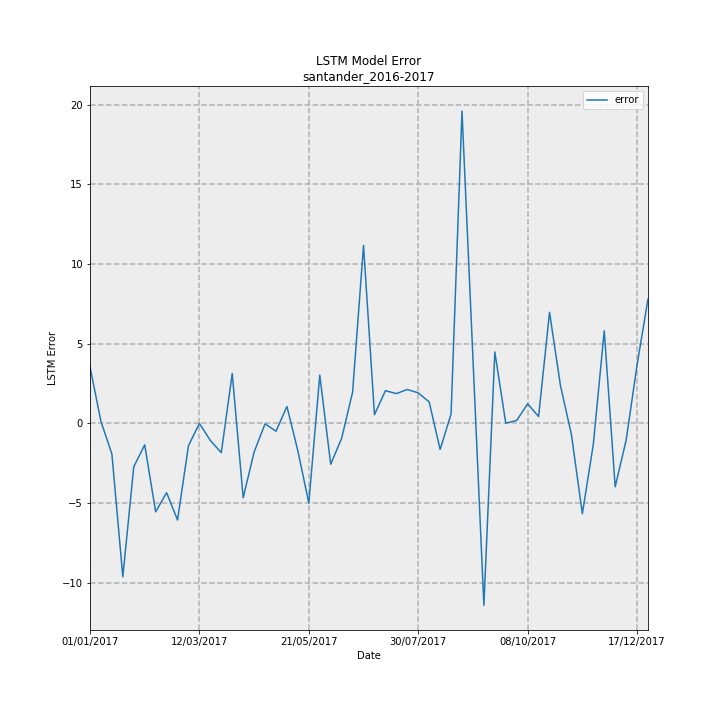 LSTM Model Error
santander_2016-2017
error
20
15
10
5
0
−5
−10
LSTM Error
01/01/2017 12/03/2017 21/05/2017 30/07/2017 08/10/2017 17/12/2017
Date